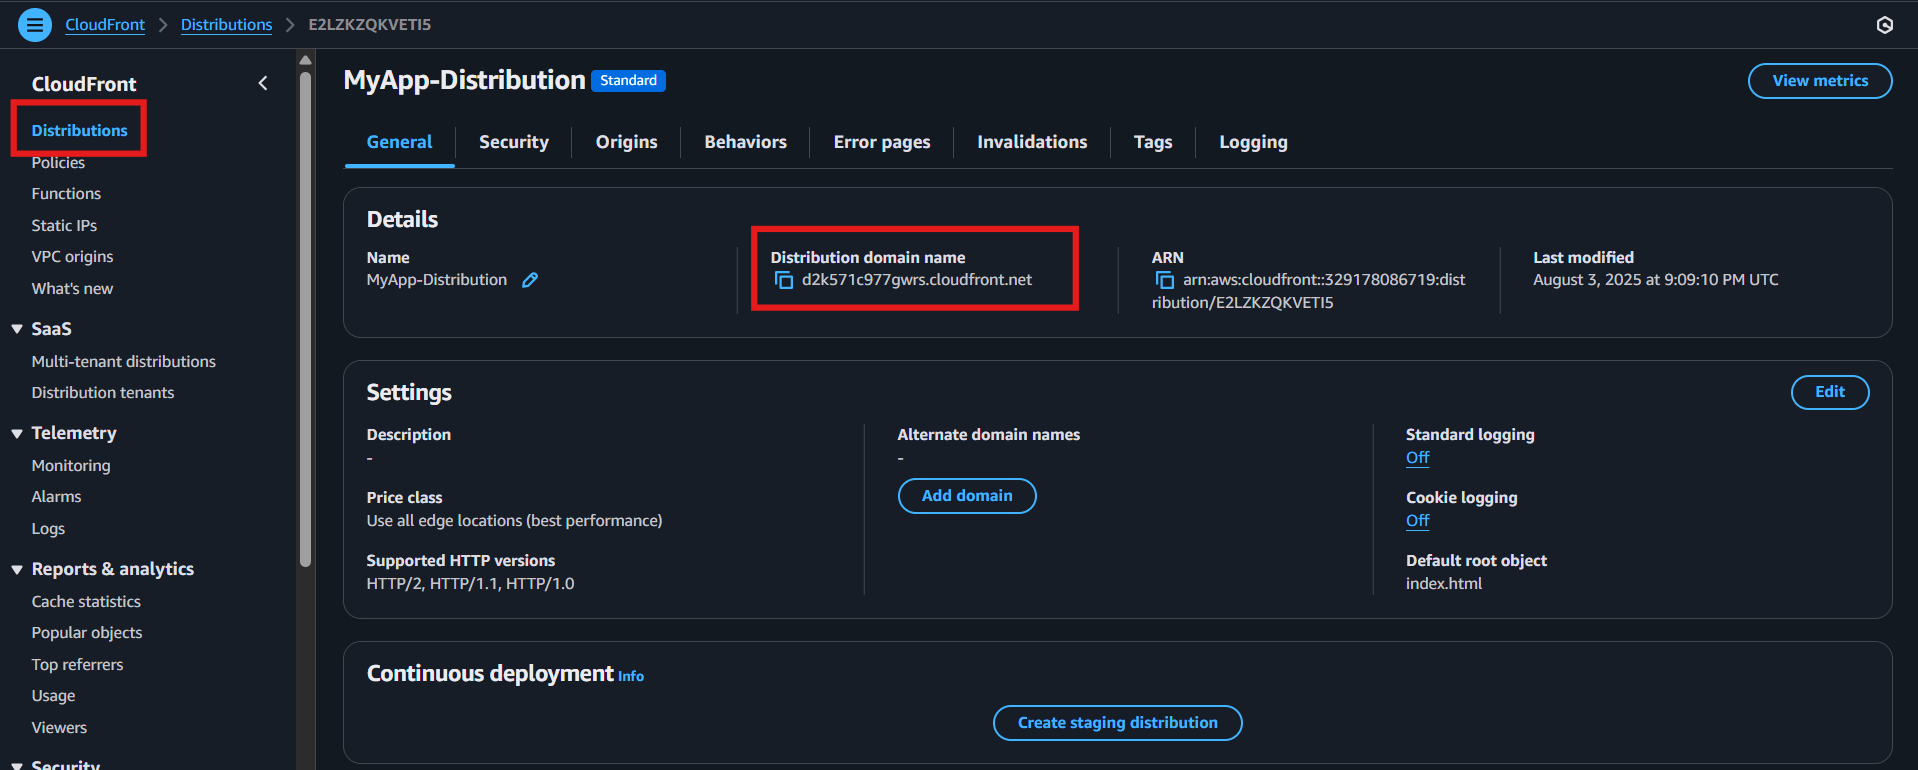 CloudFront > Distributions > E2LZKZQKVETI5
CloudFront
Distributions
Policies
Functions
Static IPs
VPC origins
What's new
SaaS
Multi-tenant distributions
Distribution tenants
Telemetry
Monitoring
Alarms
Logs
Reports & analytics
Cache statistics
Popular objects
Top referrers
Usage
Viewers
Security
MyApp-Distribution Standard
View metrics
General Security Origins Behaviors Error pages Invalidations Tags Logging
Details
Name
MyApp-Distribution
Distribution domain name
d2k571c977gwrs.cloudfront.net
ARN
arn:aws:cloudfront::329178086719:dist
ribution/E2LZKZQKVETI5
Last modified
August 3, 2025 at 9:09:10 PM UTC
Settings
Edit
Description
-
Price class
Use all edge locations (best performance)
Supported HTTP versions
HTTP/2, HTTP/1.1, HTTP/1.0
Alternate domain names
-
Add domain
Standard logging
Off
Cookie logging
Off
Default root object
index.html
Continuous deployment Info
Create staging distribution